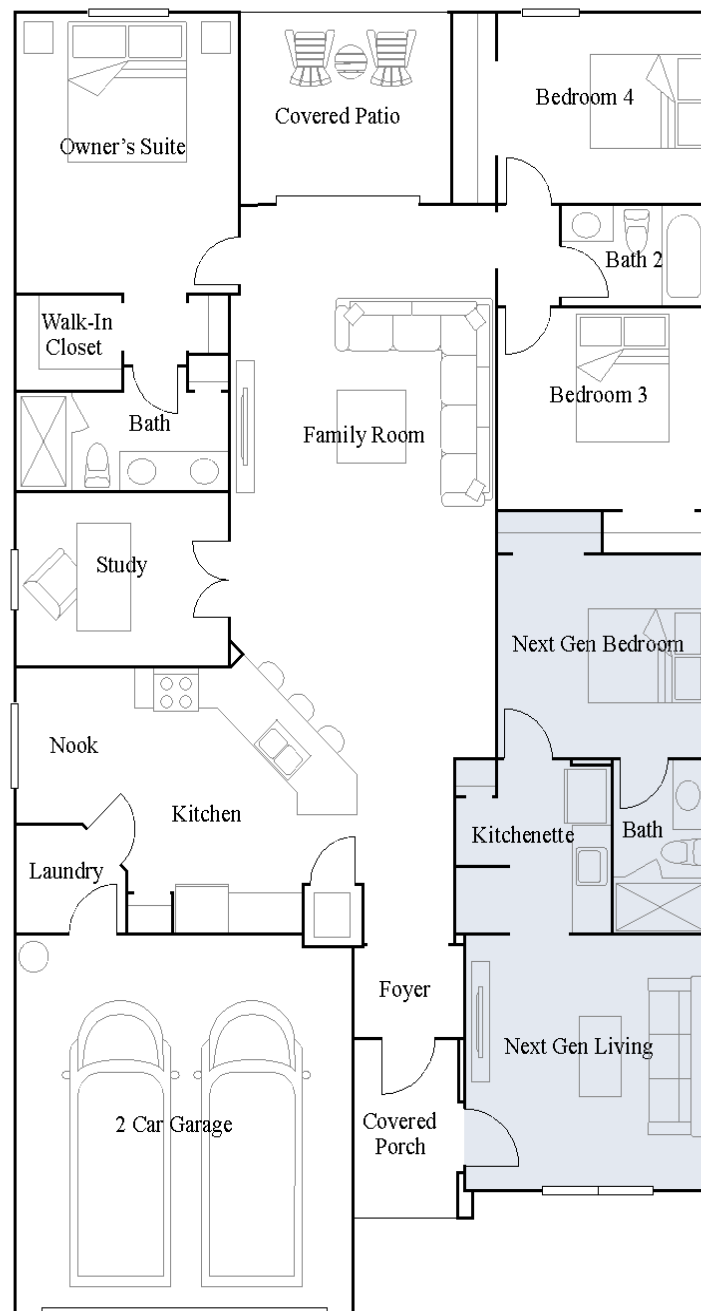 Covered Patio
Bedroom 4
Owner's Suite
Bath 2
Walk-In
Closet
Bedroom 3
Bath
Family Room
Study
Next Gen Bedroom
Nook
Kitchen
Kitchenette
Bath
Laundry
Foyer
Next Gen Living
2 Car Garage
Covered
Porch